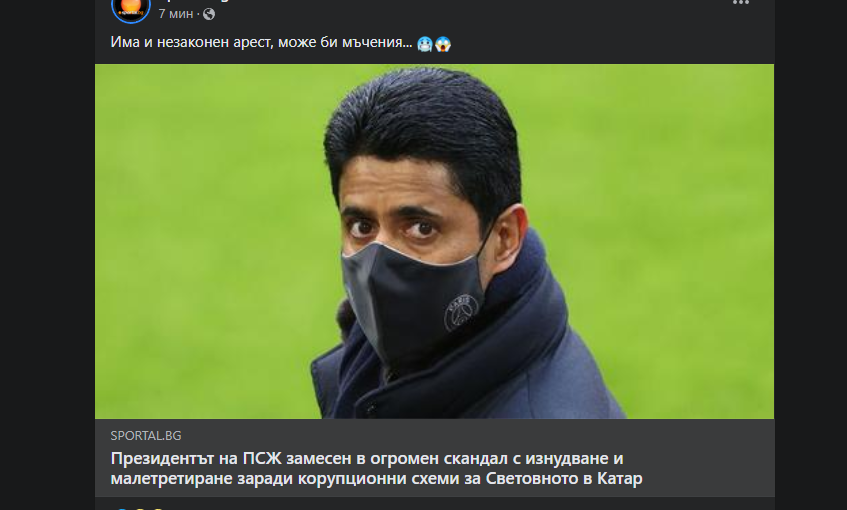 7 мин ·
Има и незаконен арест, може би мъчения...
PARIS
SPORTAL.BG
Президентът на ПСЖ замесен в огромен скандал с изнудване и
малетретиране заради корупционни схеми за Световното в Катар